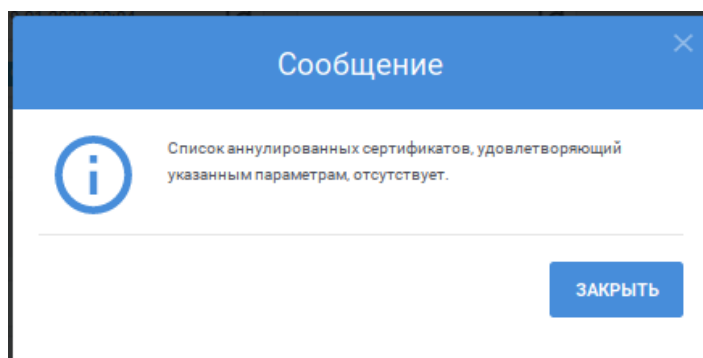 Сообщение
Список аннулированных сертификатов, удовлетворяющий
указанным параметрам, отсутствует.
ЗАКРЫТЬ